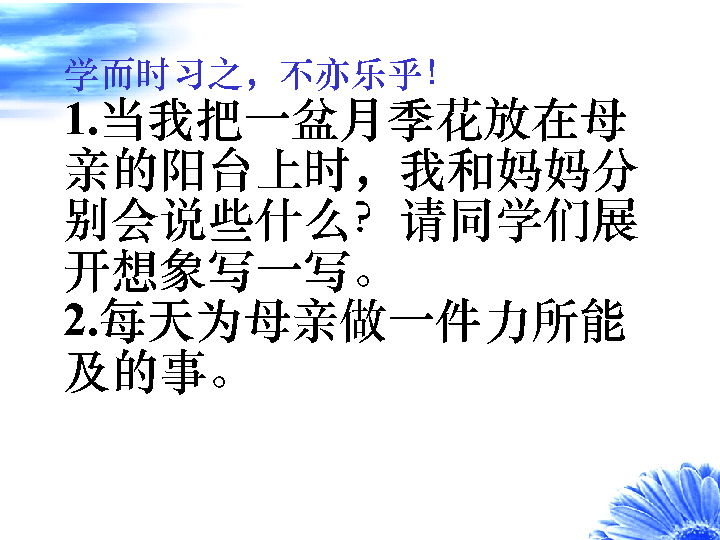 学而时习之，不亦乐乎！
1.当我把一盆月季花放在母
亲的阳台上时，我和妈妈分
别会说些什么？请同学们展
开想象写一写。
2.每天为母亲做一件力所能
及的事。